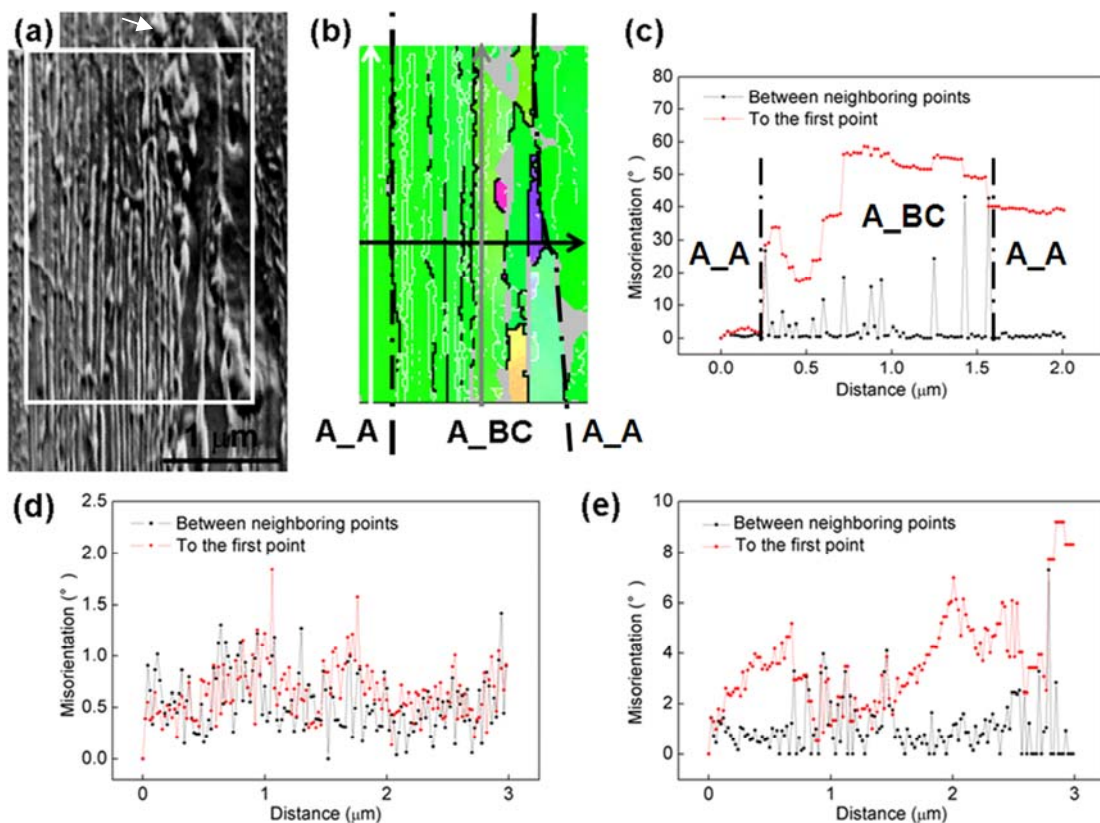 (a)
1 μm
(b)
A_A A_BC A_A
(c)
80
70
60
50
40
30
20
10
0
Misorientation (°)
Between neighboring points
To the first point
A_A A_BC A_A
0.0 0.5 1.0 1.5 2.0
Distance (μm)
(d)
2.5
2.0
1.5
1.0
0.5
0.0
Misorientation (°)
Between neighboring points
To the first point
0 1 2 3
Distance (μm)
(e)
10
8
6
4
2
0
Misorientation (°)
Between neighboring points
To the first point
0 1 2 3
Distance (μm)